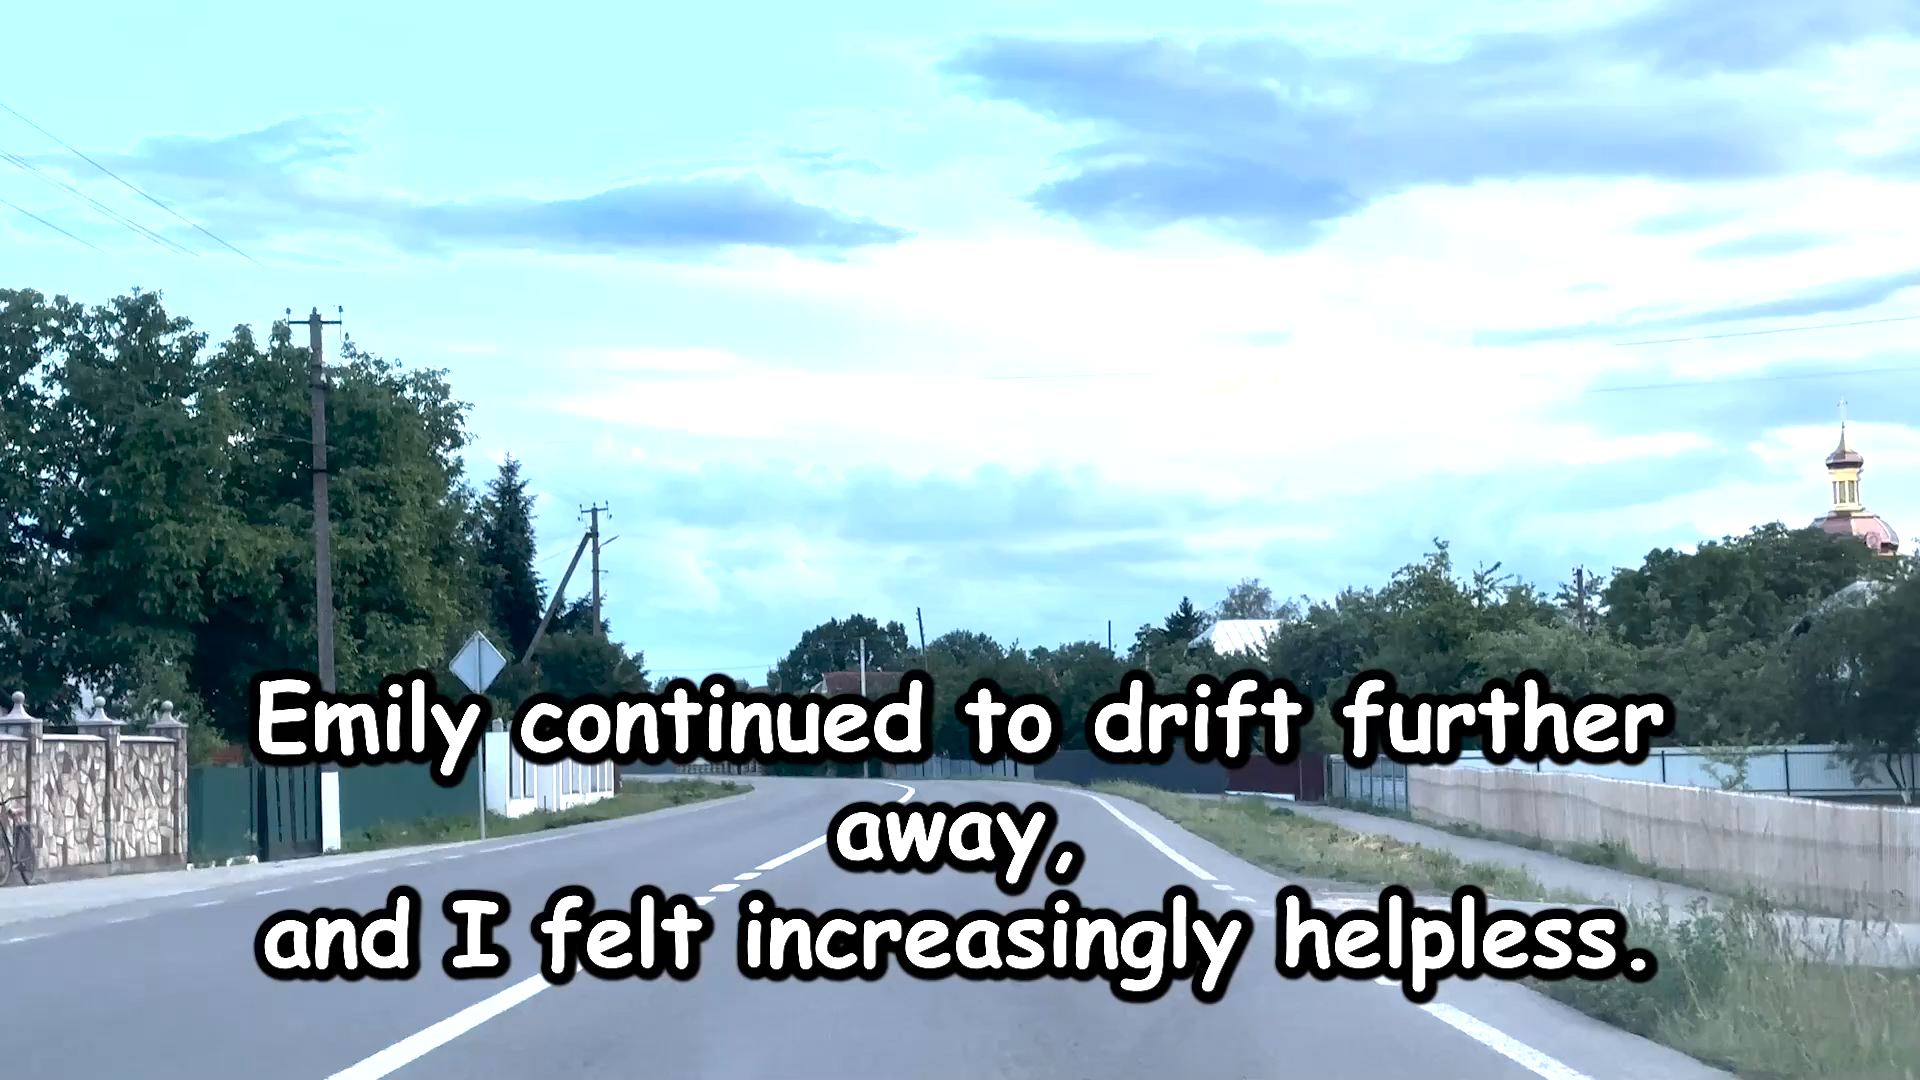 Emily continued to drift further
away,
and I felt increasingly helpless.